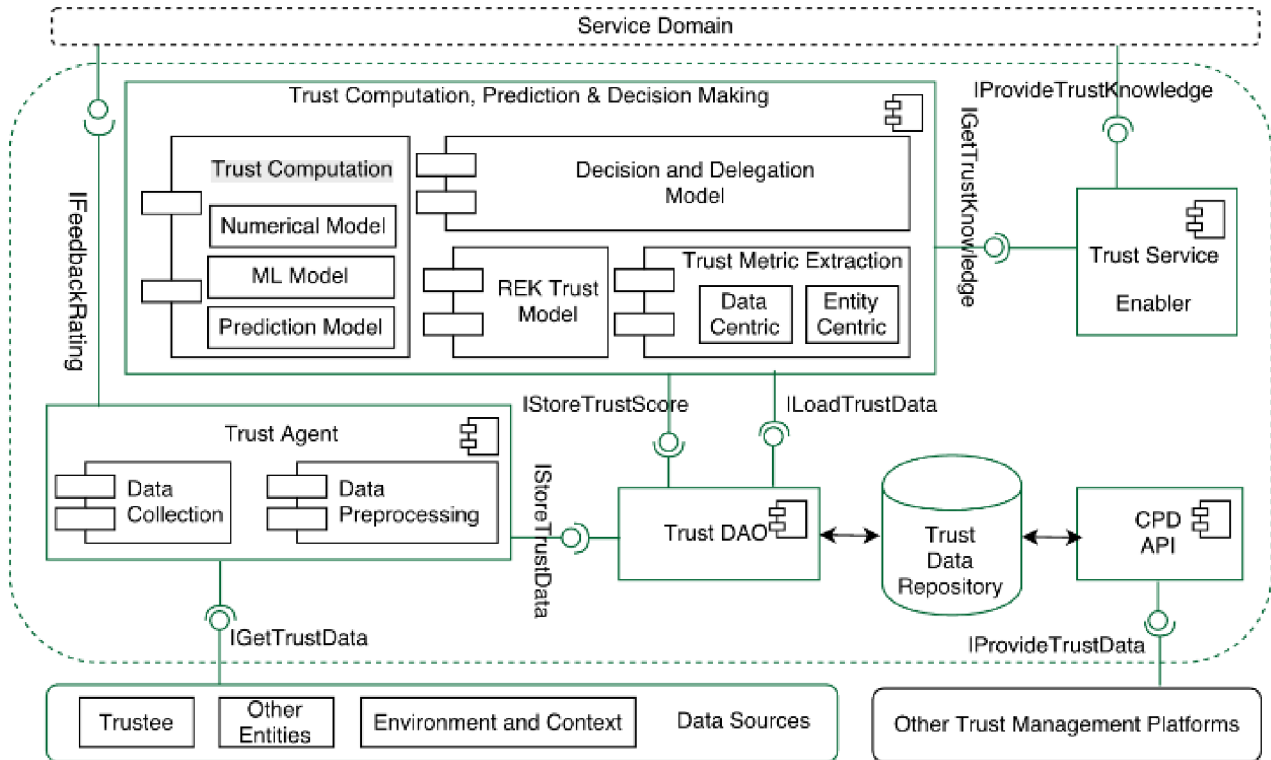 Service Domain
Trust Computation, Prediction & Decision Making
IProvideTrustKnowledge
IGetTrustKnowledge
IFeedbackRating
Trust Computation
Numerical Model
ML Model
Prediction Model
Decision and Delegation
Model
REK Trust
Model
Trust Metric Extraction
Data
Centric
Entity
Centric
Trust Service
Enabler
IStoreTrustScore
ILoadTrustData
Trust Agent
Data
Collection
Data
Preprocessing
IStoreTrustData
Trust DAO
Trust
Data
Repository
CPD
API
IGetTrustData
IProvideTrustData
Trustee
Other
Entities
Environment and Context
Data Sources
Other Trust Management Platforms